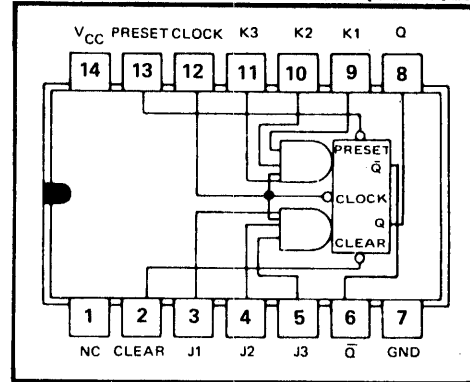 VCC PRESET CLOCK K3 K2 K1 Q
14 13 12 11 10 9 8
PRESET
Q̄
CLOCK
Q
CLEAR
1 2 3 4 5 6 7
NC CLEAR J1 J2 J3 Q̄ GND